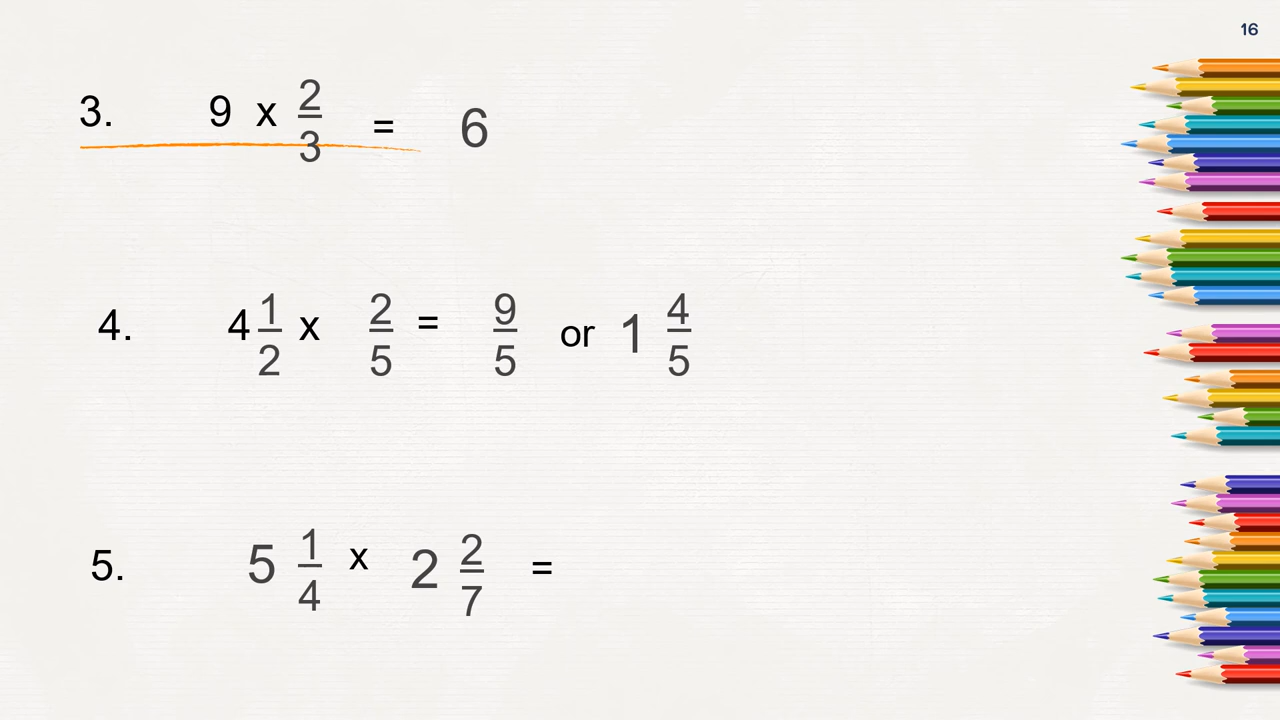 16
3. 9 x 2/3 = 6
4. 4 1/2 x 2/5 = 9/5 or 1 4/5
5. 5 1/4 x 2 2/7 =